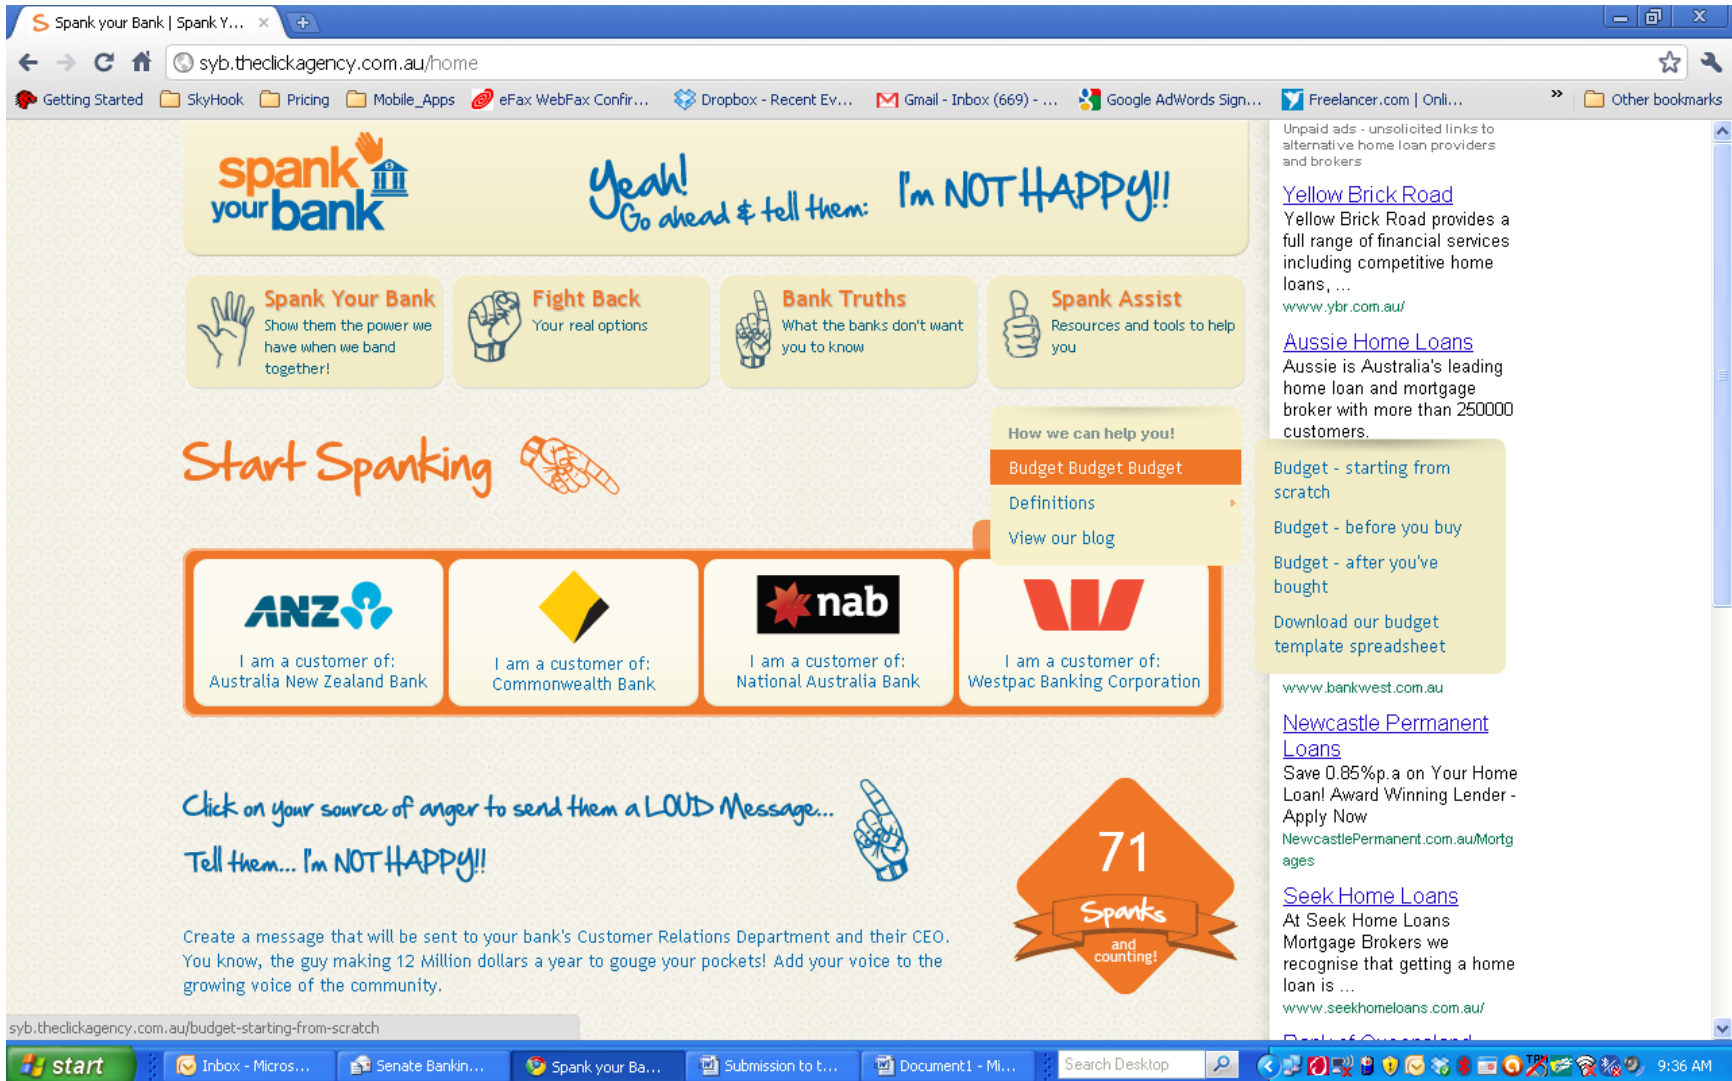 Spank your Bank | Spank Y...
syb.theclickagency.com.au/home
Getting Started
SkyHook
Pricing
Mobile_Apps
eFax WebFax Confir...
Dropbox - Recent Ev...
Gmail - Inbox (669) - ...
Google AdWords Sign...
Freelancer.com | Onli...
»
Other bookmarks
spank
your bank
Yeah!
Go ahead & tell them:
I'm NOT HAPPY!!
Spank Your Bank
Show them the power we
have when we band
together!
Fight Back
Your real options
Bank Truths
What the banks don't want
you to know
Spank Assist
Resources and tools to help
you
Start Spanking
How we can help you!
Budget Budget Budget
Definitions
View our blog
Budget - starting from
scratch
Budget - before you buy
Budget - after you've
bought
Download our budget
template spreadsheet
ANZ
I am a customer of:
Australia New Zealand Bank
I am a customer of:
Commonwealth Bank
nab
I am a customer of:
National Australia Bank
I am a customer of:
Westpac Banking Corporation
Click on your source of anger to send them a LOUD Message...
Tell them... I'm NOT HAPPY!!
71
Spanks
and
counting!
Create a message that will be sent to your bank's Customer Relations Department and their CEO.
You know, the guy making 12 Million dollars a year to gouge your pockets! Add your voice to the
growing voice of the community.
Unpaid ads - unsolicited links to
alternative home loan providers
and brokers
Yellow Brick Road
Yellow Brick Road provides a
full range of financial services
including competitive home
loans, ...
www.ybr.com.au/
Aussie Home Loans
Aussie is Australia's leading
home loan and mortgage
broker with more than 250000
customers.
www.bankwest.com.au
Newcastle Permanent
Loans
Save 0.85%p.a on Your Home
Loan! Award Winning Lender -
Apply Now
NewcastlePermanent.com.au/Mortg
ages
Seek Home Loans
At Seek Home Loans
Mortgage Brokers we
recognise that getting a home
loan is ...
www.seekhomeloans.com.au/
Bank of Queensland
syb.theclickagency.com.au/budget-starting-from-scratch
start
Inbox - Micros...
Senate Bankin...
Spank your Ba...
Submission to t...
Document1 - Mi...
Search Desktop
9:36 AM